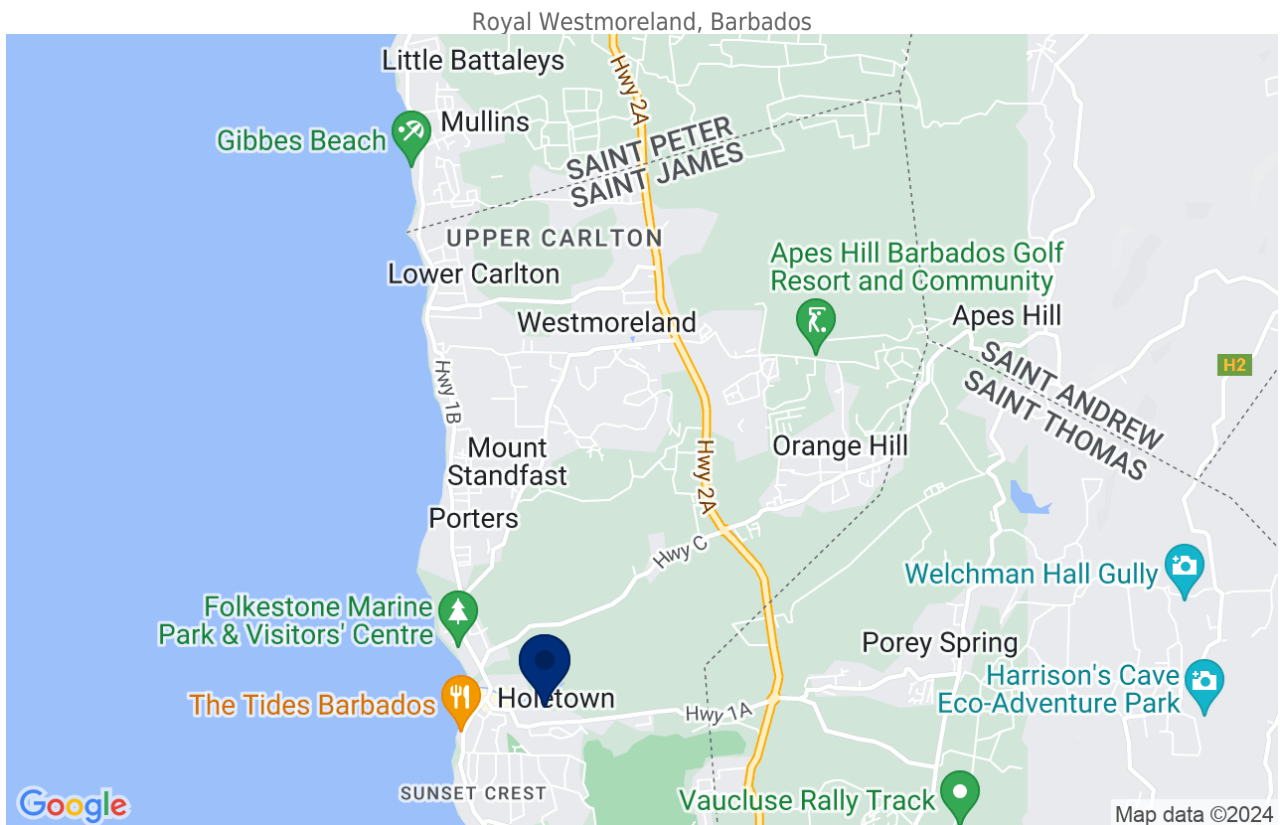 Royal Westmoreland, Barbados
Little Battaleys
Hwy 2A
Mullins
Gibbes Beach
SAINT PETER
SAINT JAMES
UPPER CARLTON
Apes Hill Barbados Golf
Resort and Community
Lower Carlton
Apes Hill
Westmoreland
SAINT ANDREW
SAINT THOMAS
H2
Hwy 1B
Mount
Standfast
Orange Hill
Hwy 2A
Porters
Hwy C
Welchman Hall Gully
Folkestone Marine
Park & Visitors' Centre
Porey Spring
Harrison's Cave
Eco-Adventure Park
Holetown
The Tides Barbados
Hwy 1A
SUNSET CREST
Vaucluse Rally Track
Google
Map data ©2024